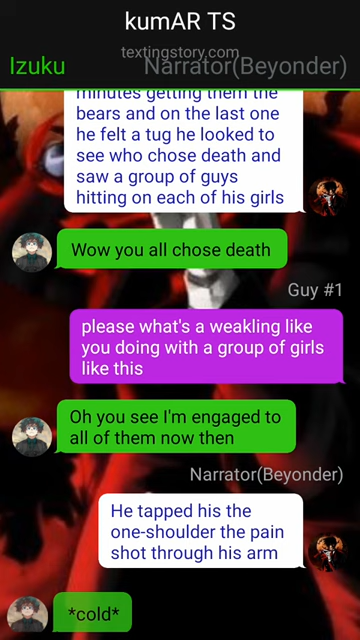 kumAR TS
textingstory.com
Izuku
Narrator(Beyonder)
minutes getting them the
bears and on the last one
he felt a tug he looked to
see who chose death and
saw a group of guys
hitting on each of his girls
Wow you all chose death
Guy #1
please what's a weakling like
you doing with a group of girls
like this
Oh you see I'm engaged to
all of them now then
Narrator(Beyonder)
He tapped his the
one-shoulder the pain
shot through his arm
*cold*